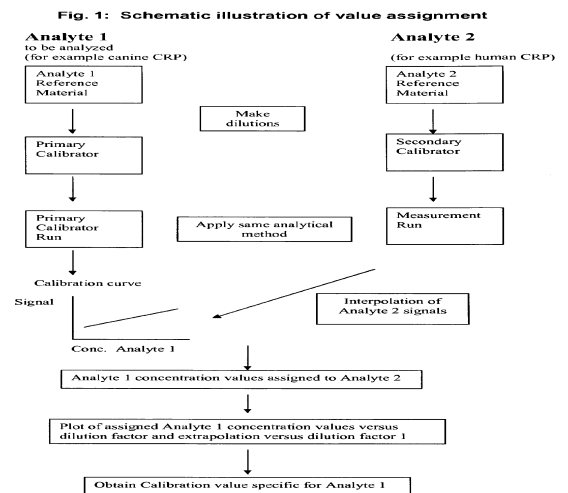 Fig. 1: Schematic illustration of value assignment
Analyte 1
to be analyzed
(for example canine CRP)
Analyte 2
(for example human CRP)
Analyte 1
Reference
Material
Analyte 2
Reference
Material
Make
dilutions
Primary
Calibrator
Secondary
Calibrator
Primary
Calibrator
Run
Apply same analytical
method
Measurement
Run
Calibration curve
Signal
Interpolation of
Analyte 2 signals
Conc. Analyte 1
Analyte 1 concentration values assigned to Analyte 2
Plot of assigned Analyte 1 concentration values versus
dilution factor and extrapolation versus dilution factor 1
Obtain Calibration value specific for Analyte 1